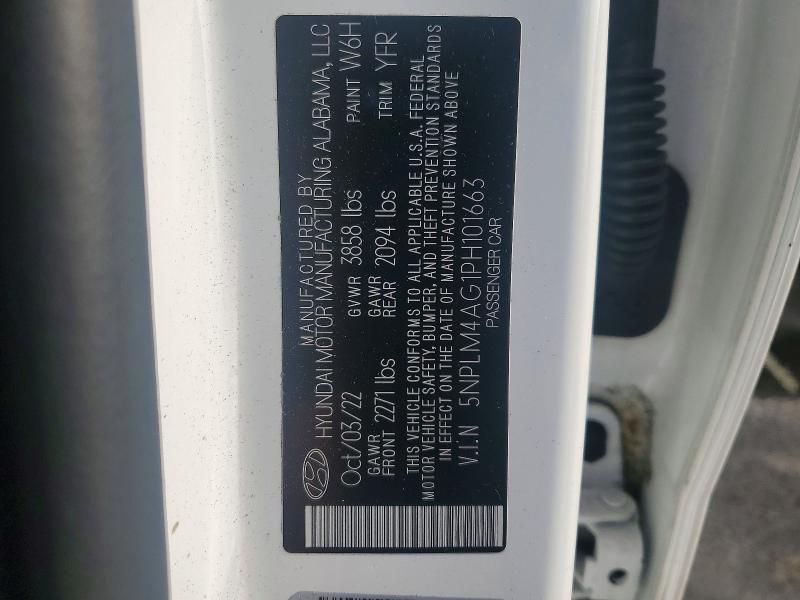 MANUFACTURED BY
HYUNDAI MOTOR MANUFACTURING ALABAMA, LLC
Oct/03/22 GVWR 3858 lbs PAINT W6H
GAWR FRONT 2271 lbs GAWR REAR 2094 lbs TRIM YFR
THIS VEHICLE CONFORMS TO ALL APPLICABLE U.S.A. FEDERAL
MOTOR VEHICLE SAFETY, BUMPER, AND THEFT PREVENTION STANDARDS
IN EFFECT ON THE DATE OF MANUFACTURE SHOWN ABOVE
V.I.N 5NPLM4AG1PH101663
PASSENGER CAR